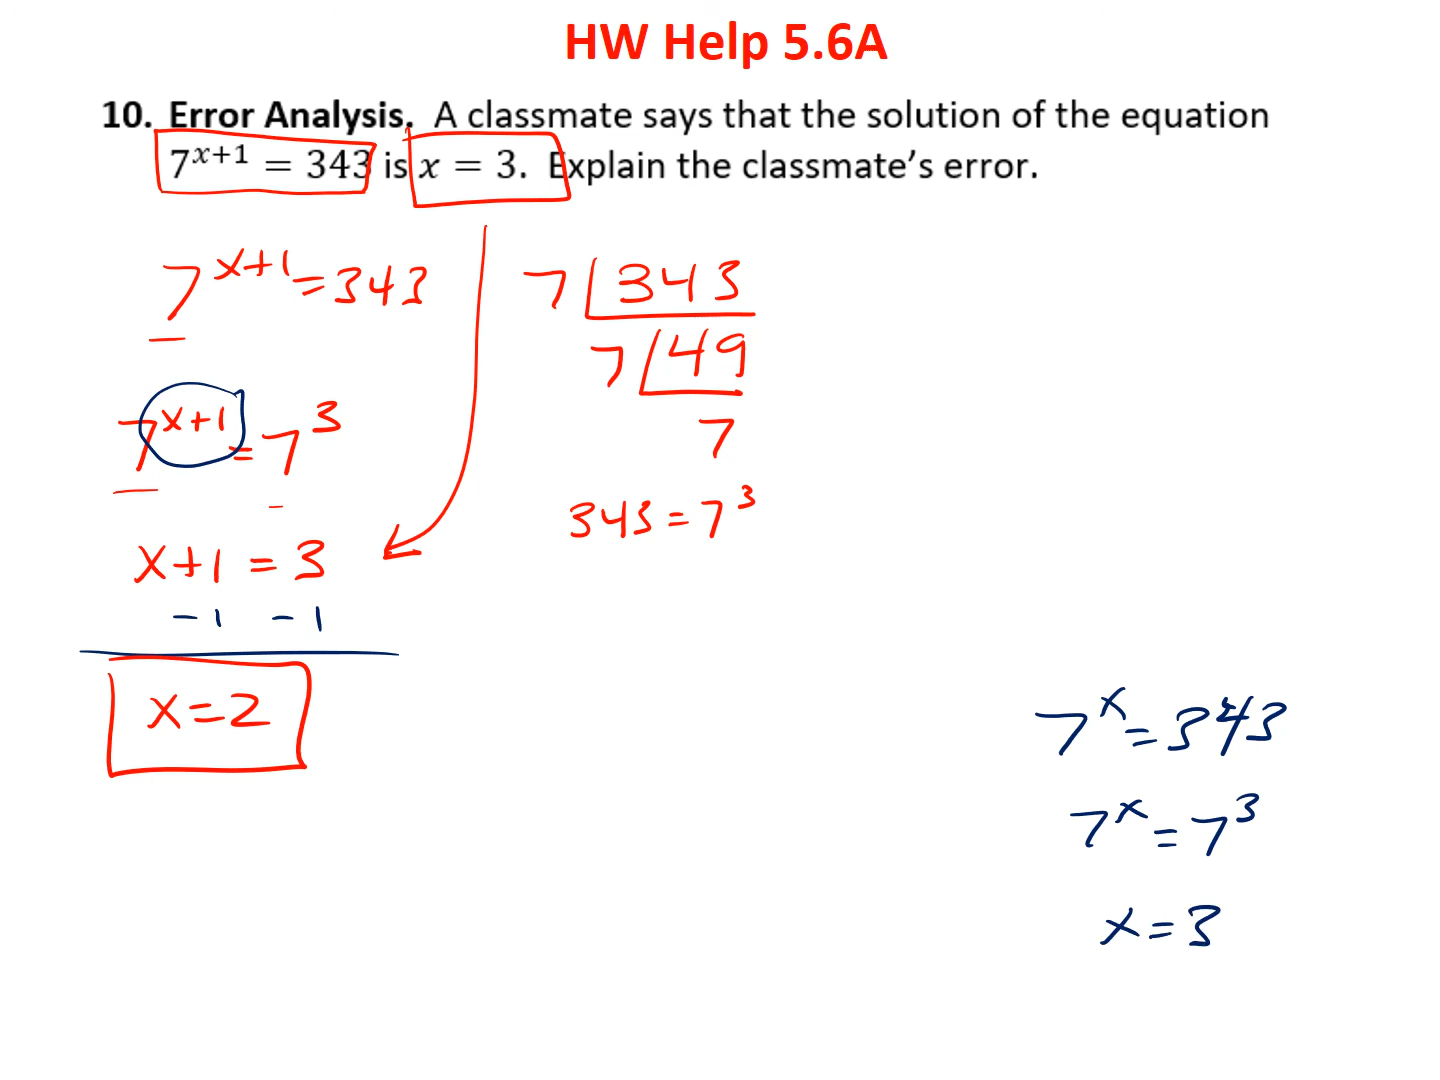 HW Help 5.6A
10. Error Analysis. A classmate says that the solution of the equation
7^{x+1} = 343 is x = 3. Explain the classmate’s error.
7^{x+1} = 343
7^{x+1} = 7^3
x+1 = 3
-1 -1
x = 2
7 343
7 49
7
343 = 7^3
7^x = 343
7^x = 7^3
x = 3